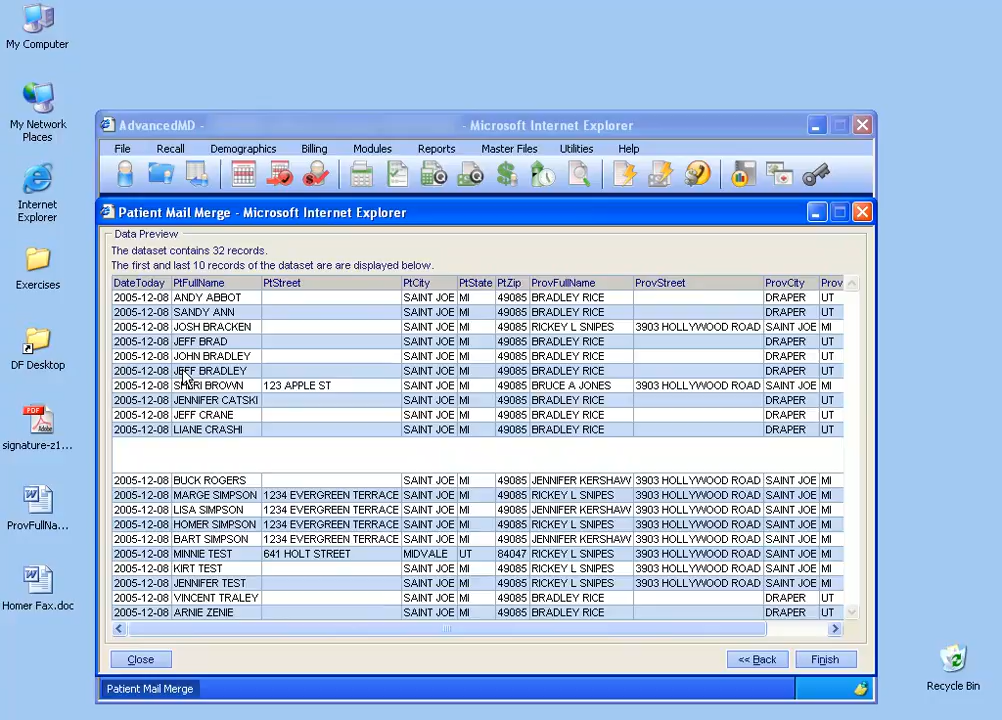 My Computer
My Network
Places
Internet
Explorer
Exercises
DF Desktop
signature-z1...
ProvFullNa...
Homer Fax.doc
Recycle Bin
AdvancedMD - - Microsoft Internet Explorer
File Recall Demographics Billing Modules Reports Master Files Utilities Help
Patient Mail Merge - Microsoft Internet Explorer
Data Preview
The dataset contains 32 records.
The first and last 10 records of the dataset are are displayed below.
DateToday PtFullName PtStreet PtCity PtState PtZip ProvFullName ProvStreet ProvCity Prov
2005-12-08 ANDY ABBOT SAINT JOE MI 49085 BRADLEY RICE DRAPER UT
2005-12-08 SANDY ANN SAINT JOE MI 49085 BRADLEY RICE DRAPER UT
2005-12-08 JOSH BRACKEN SAINT JOE MI 49085 RICKEY L SNIPES 3903 HOLLYWOOD ROAD SAINT JOE MI
2005-12-08 JEFF BRAD SAINT JOE MI 49085 BRADLEY RICE DRAPER UT
2005-12-08 JOHN BRADLEY SAINT JOE MI 49085 BRADLEY RICE DRAPER UT
2005-12-08 JEFF BRADLEY SAINT JOE MI 49085 BRADLEY RICE DRAPER UT
2005-12-08 SHERI BROWN 123 APPLE ST SAINT JOE MI 49085 BRUCE A JONES 3903 HOLLYWOOD ROAD SAINT JOE MI
2005-12-08 JENNIFER CATSKI SAINT JOE MI 49085 BRADLEY RICE DRAPER UT
2005-12-08 JEFF CRANE SAINT JOE MI 49085 BRADLEY RICE DRAPER UT
2005-12-08 LIANE CRASHI SAINT JOE MI 49085 BRADLEY RICE DRAPER UT
2005-12-08 BUCK ROGERS SAINT JOE MI 49085 JENNIFER KERSHAW 3903 HOLLYWOOD ROAD SAINT JOE MI
2005-12-08 MARGE SIMPSON 1234 EVERGREEN TERRACE SAINT JOE MI 49085 RICKEY L SNIPES 3903 HOLLYWOOD ROAD SAINT JOE MI
2005-12-08 LISA SIMPSON 1234 EVERGREEN TERRACE SAINT JOE MI 49085 JENNIFER KERSHAW 3903 HOLLYWOOD ROAD SAINT JOE MI
2005-12-08 HOMER SIMPSON 1234 EVERGREEN TERRACE SAINT JOE MI 49085 RICKEY L SNIPES 3903 HOLLYWOOD ROAD SAINT JOE MI
2005-12-08 BART SIMPSON 1234 EVERGREEN TERRACE SAINT JOE MI 49085 JENNIFER KERSHAW 3903 HOLLYWOOD ROAD SAINT JOE MI
2005-12-08 MINNIE TEST 641 HOLT STREET MIDVALE UT 84047 RICKEY L SNIPES 3903 HOLLYWOOD ROAD SAINT JOE MI
2005-12-08 KIRT TEST SAINT JOE MI 49085 RICKEY L SNIPES 3903 HOLLYWOOD ROAD SAINT JOE MI
2005-12-08 JENNIFER TEST SAINT JOE MI 49085 RICKEY L SNIPES 3903 HOLLYWOOD ROAD SAINT JOE MI
2005-12-08 VINCENT TRALEY SAINT JOE MI 49085 BRADLEY RICE DRAPER UT
2005-12-08 ARNIE ZENIE SAINT JOE MI 49085 BRADLEY RICE DRAPER UT
Close << Back Finish
Patient Mail Merge